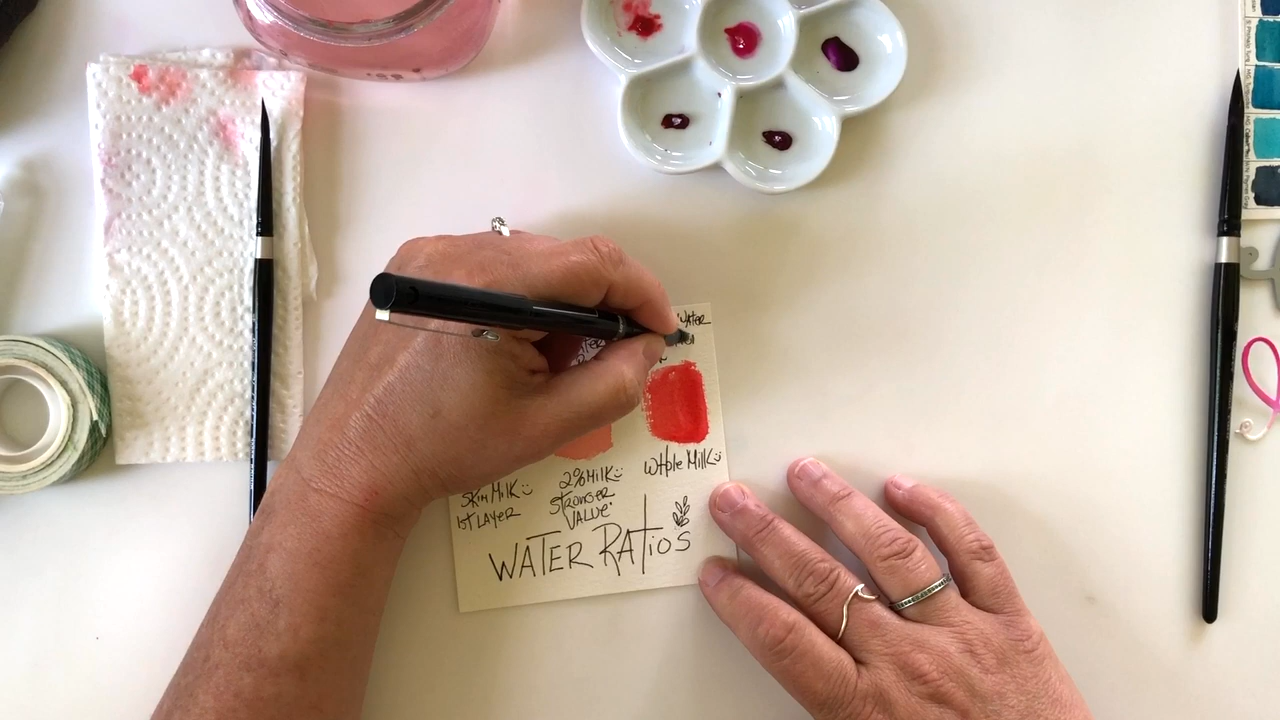 WATER
SKIM MILK 2% MILK WHOLE MILK
1ST LAYER STRONGER
VALUE
WATER RATIOS